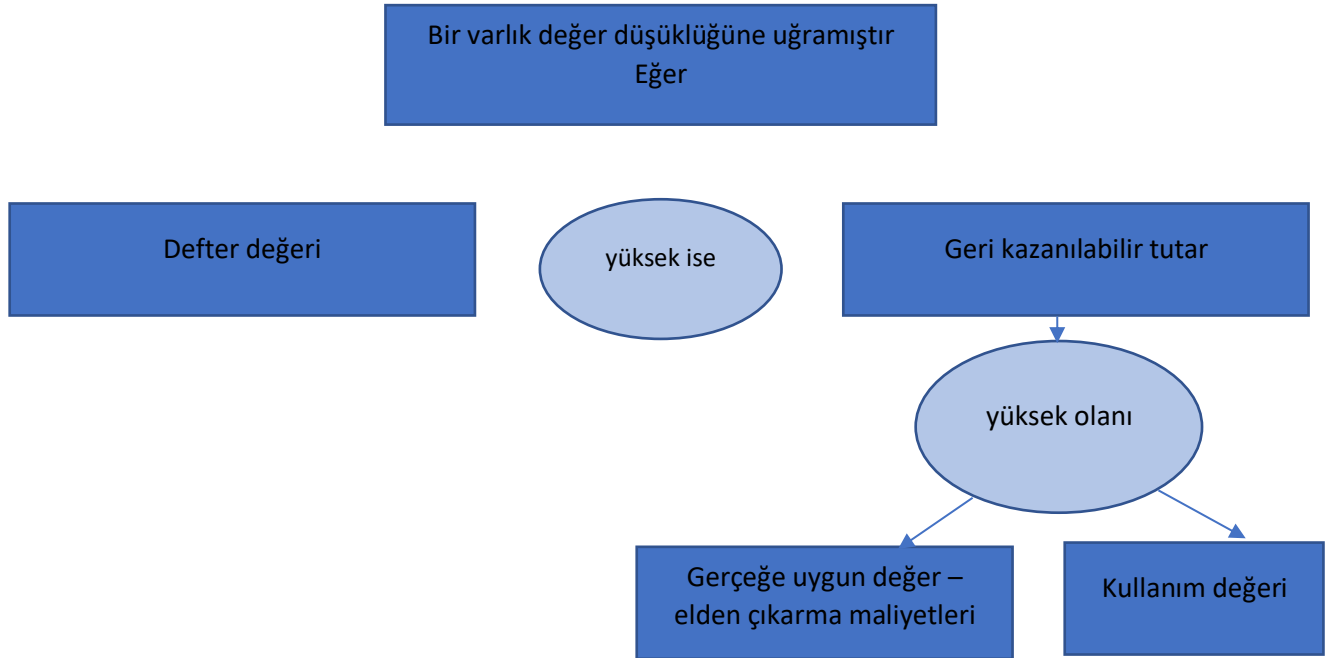 Bir varlık değer düşüklüğüne uğramıştır
Eğer
Defter değeri
yüksek ise
Geri kazanılabilir tutar
yüksek olanı
Gerçeğe uygun değer –
elden çıkarma maliyetleri
Kullanım değeri